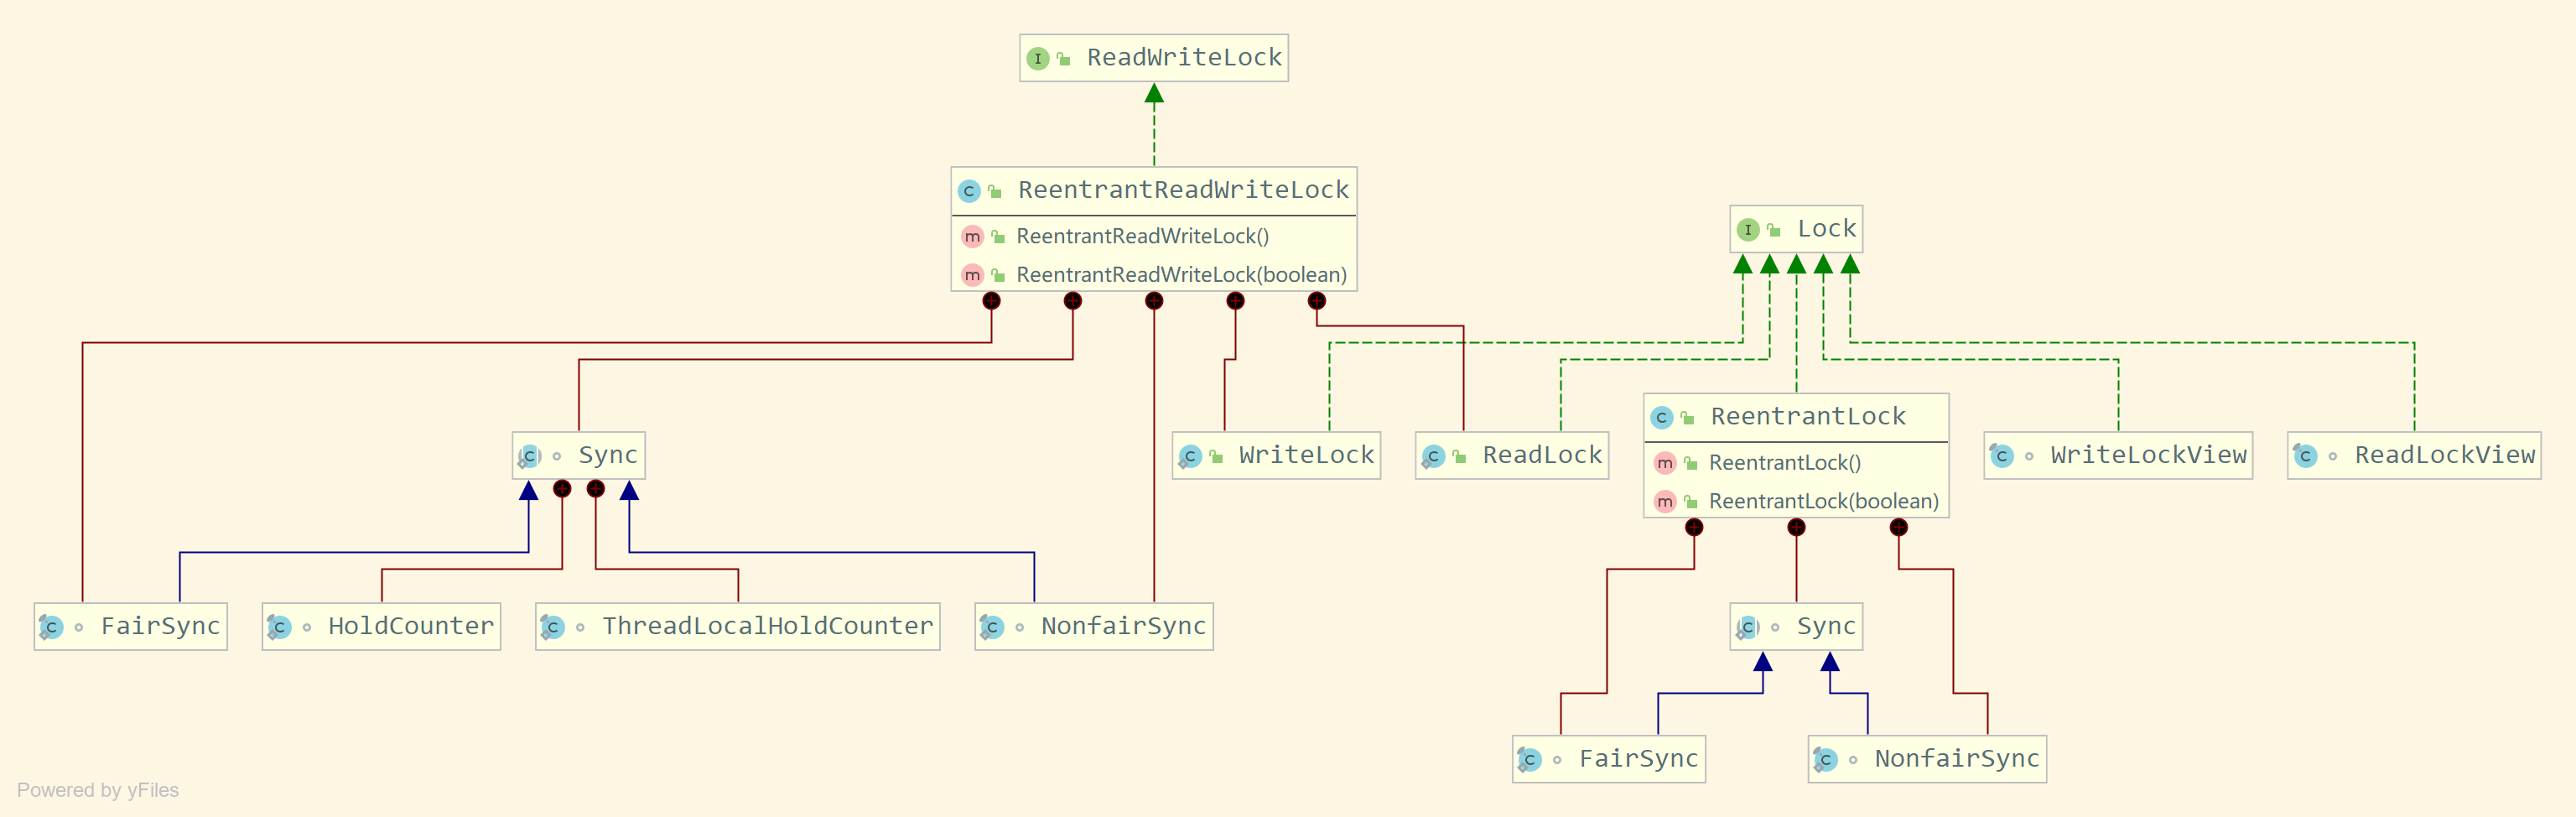 ReadWriteLock
ReentrantReadWriteLock
ReentrantReadWriteLock()
ReentrantReadWriteLock(boolean)
Lock
Sync
WriteLock
ReadLock
ReentrantLock
ReentrantLock()
ReentrantLock(boolean)
WriteLockView
ReadLockView
FairSync
HoldCounter
ThreadLocalHoldCounter
NonfairSync
Sync
FairSync
NonfairSync
Powered by yFiles